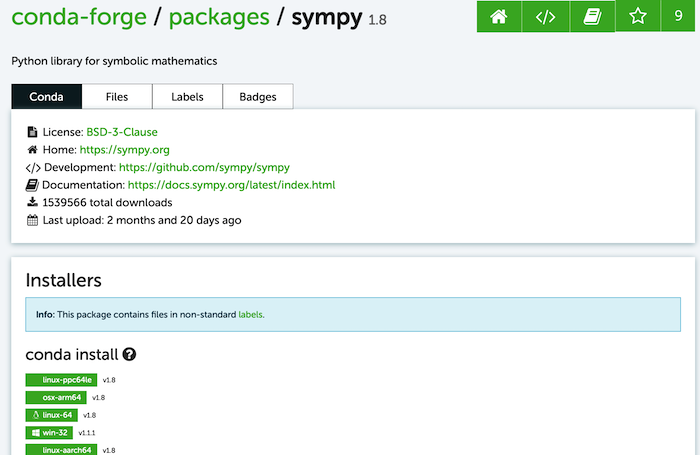 conda-forge / packages / sympy 1.8
9
Python library for symbolic mathematics
Conda Files Labels Badges
License: BSD-3-Clause
Home: https://sympy.org
</> Development: https://github.com/sympy/sympy
Documentation: https://docs.sympy.org/latest/index.html
1539566 total downloads
Last upload: 2 months and 20 days ago
Installers
Info: This package contains files in non-standard labels.
conda install ?
linux-ppc64le v1.8
osx-arm64 v1.8
linux-64 v1.8
win-32 v1.1.1
linux-aarch64 v1.8